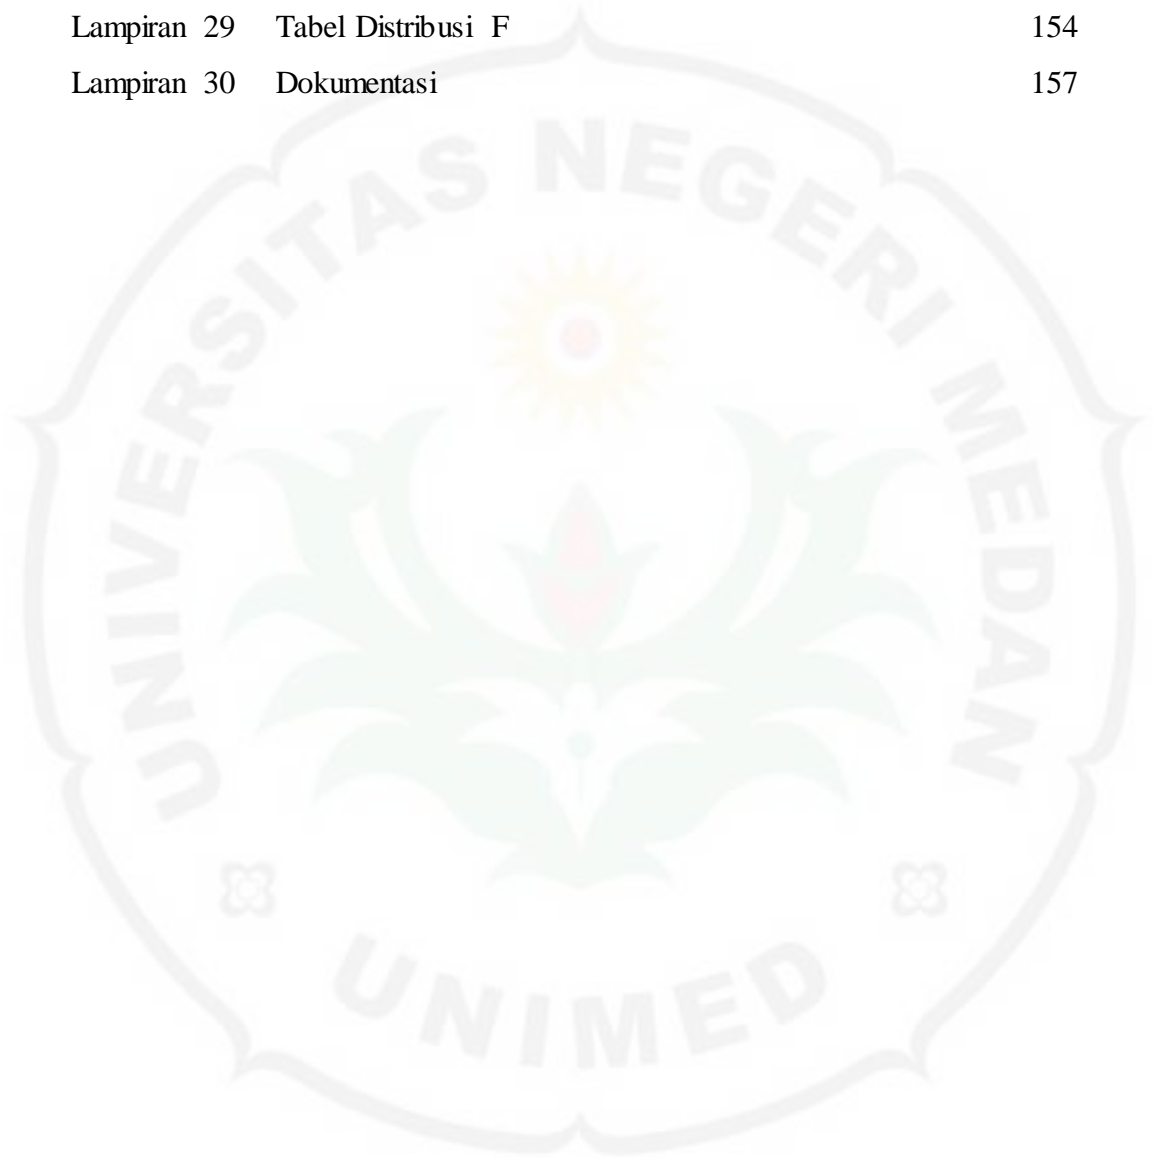 Lampiran 29 Tabel Distribusi F 154
Lampiran 30 Dokumentasi 157
UNIVERSITAS NEGERI MEDAN
UNIMED